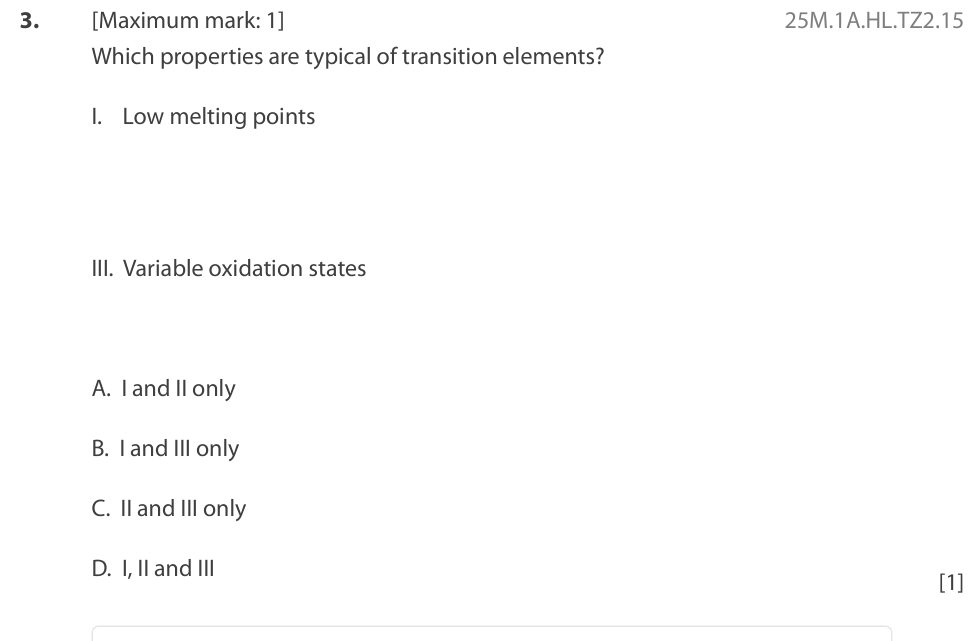 3. [Maximum mark: 1] 25M.1A.HL.TZ2.15
Which properties are typical of transition elements?
I. Low melting points
III. Variable oxidation states
A. I and II only
B. I and III only
C. II and III only
D. I, II and III
[1]